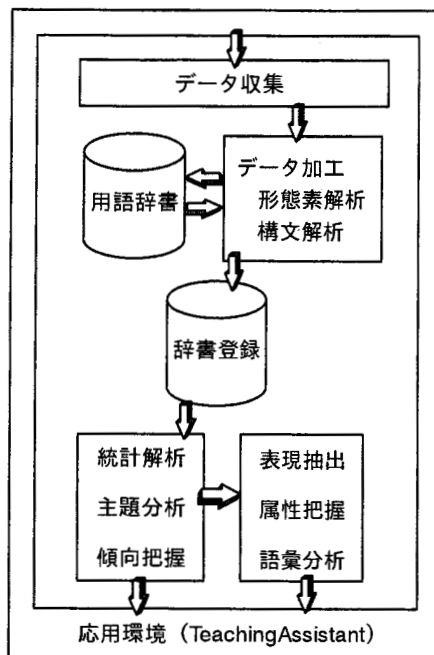 データ収集
データ加工
形態素解析
構文解析
用語辞書
辞書登録
統計解析
主題分析
傾向把握
表現抽出
属性把握
語彙分析
応用環境（TeachingAssistant）